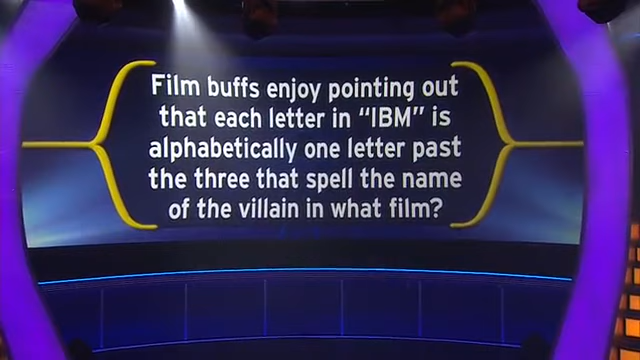 Film buffs enjoy pointing out
that each letter in “IBM” is
alphabetically one letter past
the three that spell the name
of the villain in what film?